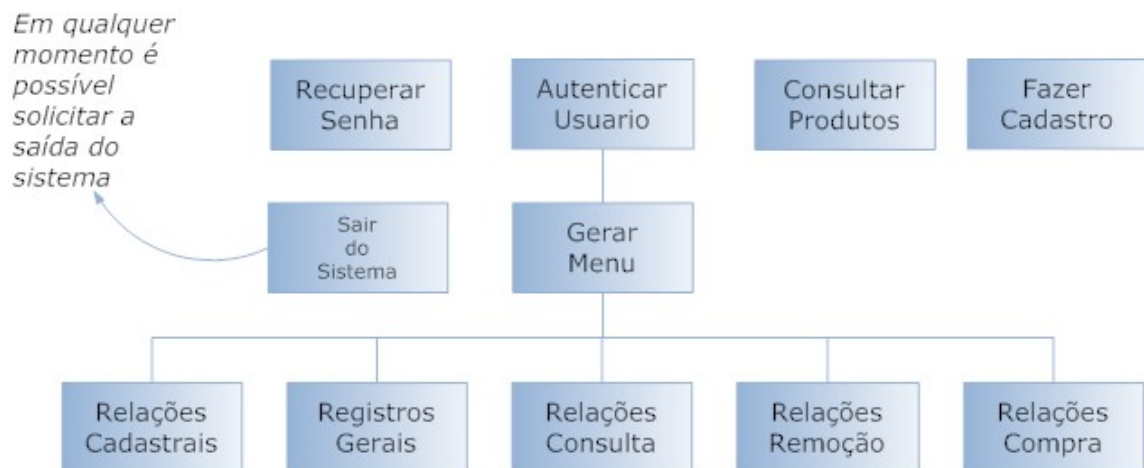 Em qualquer
momento é
possível
solicitar a
saída do
sistema
Recuperar
Senha
Autenticar
Usuario
Consultar
Produtos
Fazer
Cadastro
Sair
do
Sistema
Gerar
Menu
Relações
Cadastrais
Registros
Gerais
Relações
Consulta
Relações
Remoção
Relações
Compra